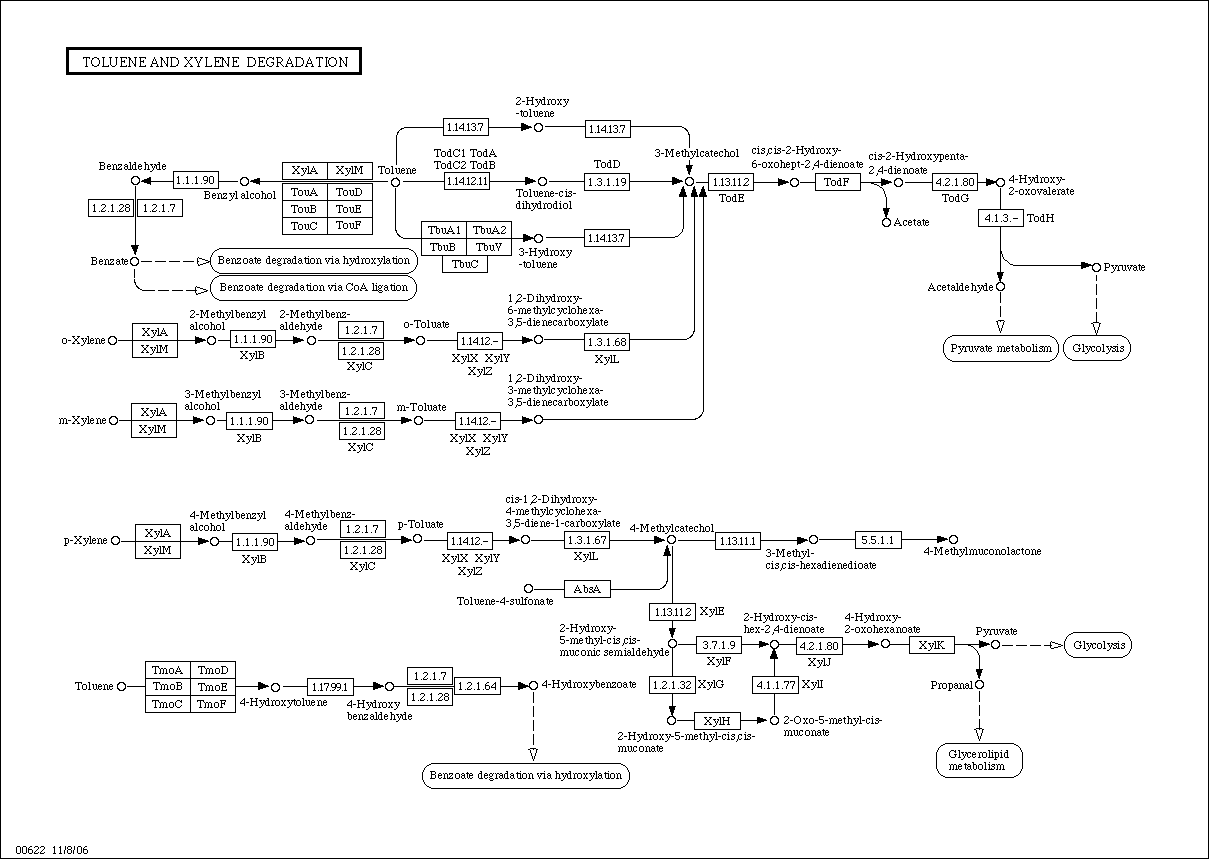 TOLUENE AND XYLENE DEGRADATION
2-Hydroxy
-toluene
1.14.13.7
1.14.13.7
Benzaldehyde
1.1.1.90
Benzyl alcohol
XylA XylM
TouA TouD
TouB TouE
TouC TouF
Toluene
TodC1 TodA
TodC2 TodB
1.14.12.11
Toluene-cis-
dihydrodiol
TodD
1.3.1.19
3-Methylcatechol
1.13.11.2
TodE
cis,cis-2-Hydroxy-
6-oxohept-2,4-dienoate
TodF
cis-2-Hydroxypenta-
2,4-dienoate
Acetate
4.2.1.80
TodG
4-Hydroxy-
2-oxovalerate
4.1.3.- TodH
1.2.1.28 1.2.1.7
TbuA1 TbuA2
TbuB TbuV
TbuC
3-Hydroxy
-toluene
1.14.13.7
Benzate
Benzoate degradation via hydroxylation
Benzoate degradation via CoA ligation
Pyruvate
Acetaldehyde
Pyruvate metabolism
Glycolysis
o-Xylene
XylA
XylM
2-Methylbenzyl
alcohol
1.1.1.90
XylB
2-Methylbenz-
aldehyde
1.2.1.7
1.2.1.28
XylC
o-Toluate
1.14.12.-
XylX XylY
XylZ
1,2-Dihydroxy-
6-methylcyclohexa-
3,5-dienecarboxylate
1.3.1.68
XylL
m-Xylene
XylA
XylM
3-Methylbenzyl
alcohol
1.1.1.90
XylB
3-Methylbenz-
aldehyde
1.2.1.7
1.2.1.28
XylC
m-Toluate
1.14.12.-
XylX XylY
XylZ
1,2-Dihydroxy-
3-methylcyclohexa-
3,5-dienecarboxylate
p-Xylene
XylA
XylM
4-Methylbenzyl
alcohol
1.1.1.90
XylB
4-Methylbenz-
aldehyde
1.2.1.7
1.2.1.28
XylC
p-Toluate
1.14.12.-
XylX XylY
XylZ
cis-1,2-Dihydroxy-
4-methylcyclohexa-
3,5-diene-1-carboxylate
1.3.1.67
XylL
4-Methylcatechol
1.13.11.1
3-Methyl-
cis,cis-hexadienedioate
5.5.1.1
4-Methylmuconolactone
Toluene-4-sulfonate
AbsA
1.13.11.2 XylE
2-Hydroxy-
5-methyl-cis,cis-
muconic semialdehyde
3.7.1.9
XylF
2-Hydroxy-cis-
hex-2,4-dienoate
4.2.1.80
XylJ
4-Hydroxy-
2-oxohexanoate
XylK
Pyruvate
Glycolysis
1.2.1.32 XylG
4.1.1.77 XylI
Propanal
XylH
2-Hydroxy-5-methyl-cis,cis-
muconate
2-Oxo-5-methyl-cis-
muconate
Glycerolipid
metabolism
Toluene
TmoA TmoD
TmoB TmoE
TmoC TmoF
4-Hydroxytoluene
1.17.99.1
4-Hydroxy
benzaldehyde
1.2.1.7
1.2.1.28
1.2.1.64
4-Hydroxybenzoate
Benzoate degradation via hydroxylation
00622 11/8/06